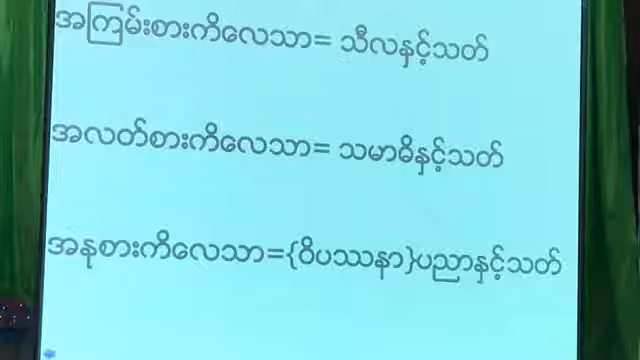 အကြမ်းစားကိလေသာ= သီလနှင့်သတ်
အလတ်စားကိလေသာ= သမာဓိနှင့်သတ်
အနုစားကိလေသာ={ဝိပဿနာ}ပညာနှင့်သတ်